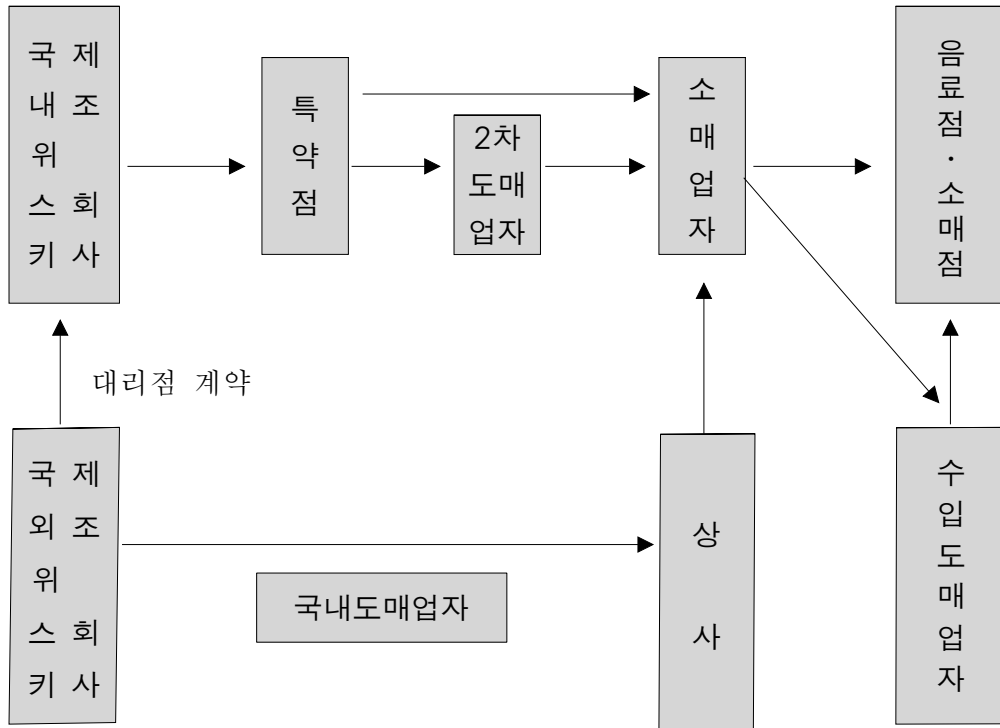 국 제
내 조
위
스 회
키 사
특
약
점
2차
도매
업자
소
매
업
자
음
료
점
·
소
매
점
대리점 계약
국 제
외 조
위
스 회
키 사
국내도매업자
상
사
수
입
도
매
업
자